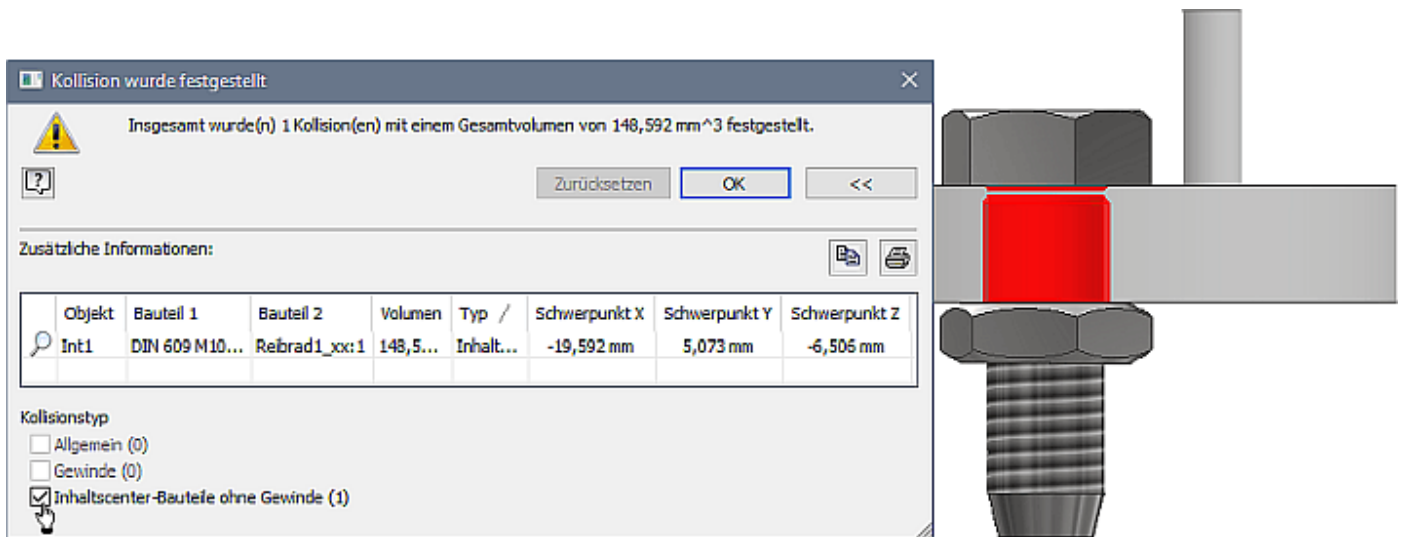 Kollision wurde festgestellt
Insgesamt wurde(n) 1 Kollision(en) mit einem Gesamtvolumen von 148,592 mm^3 festgestellt.
Zurücksetzen OK <<
Zusätzliche Informationen:
Objekt Bauteil 1 Bauteil 2 Volumen Typ / Schwerpunkt X Schwerpunkt Y Schwerpunkt Z
Int1 DIN 609 M10... Reibrad1_xx:1 148,5... Inhalt... -19,592 mm 5,073 mm -6,506 mm
Kollisionstyp
Allgemein (0)
Gewinde (0)
Inhaltscenter-Bauteile ohne Gewinde (1)